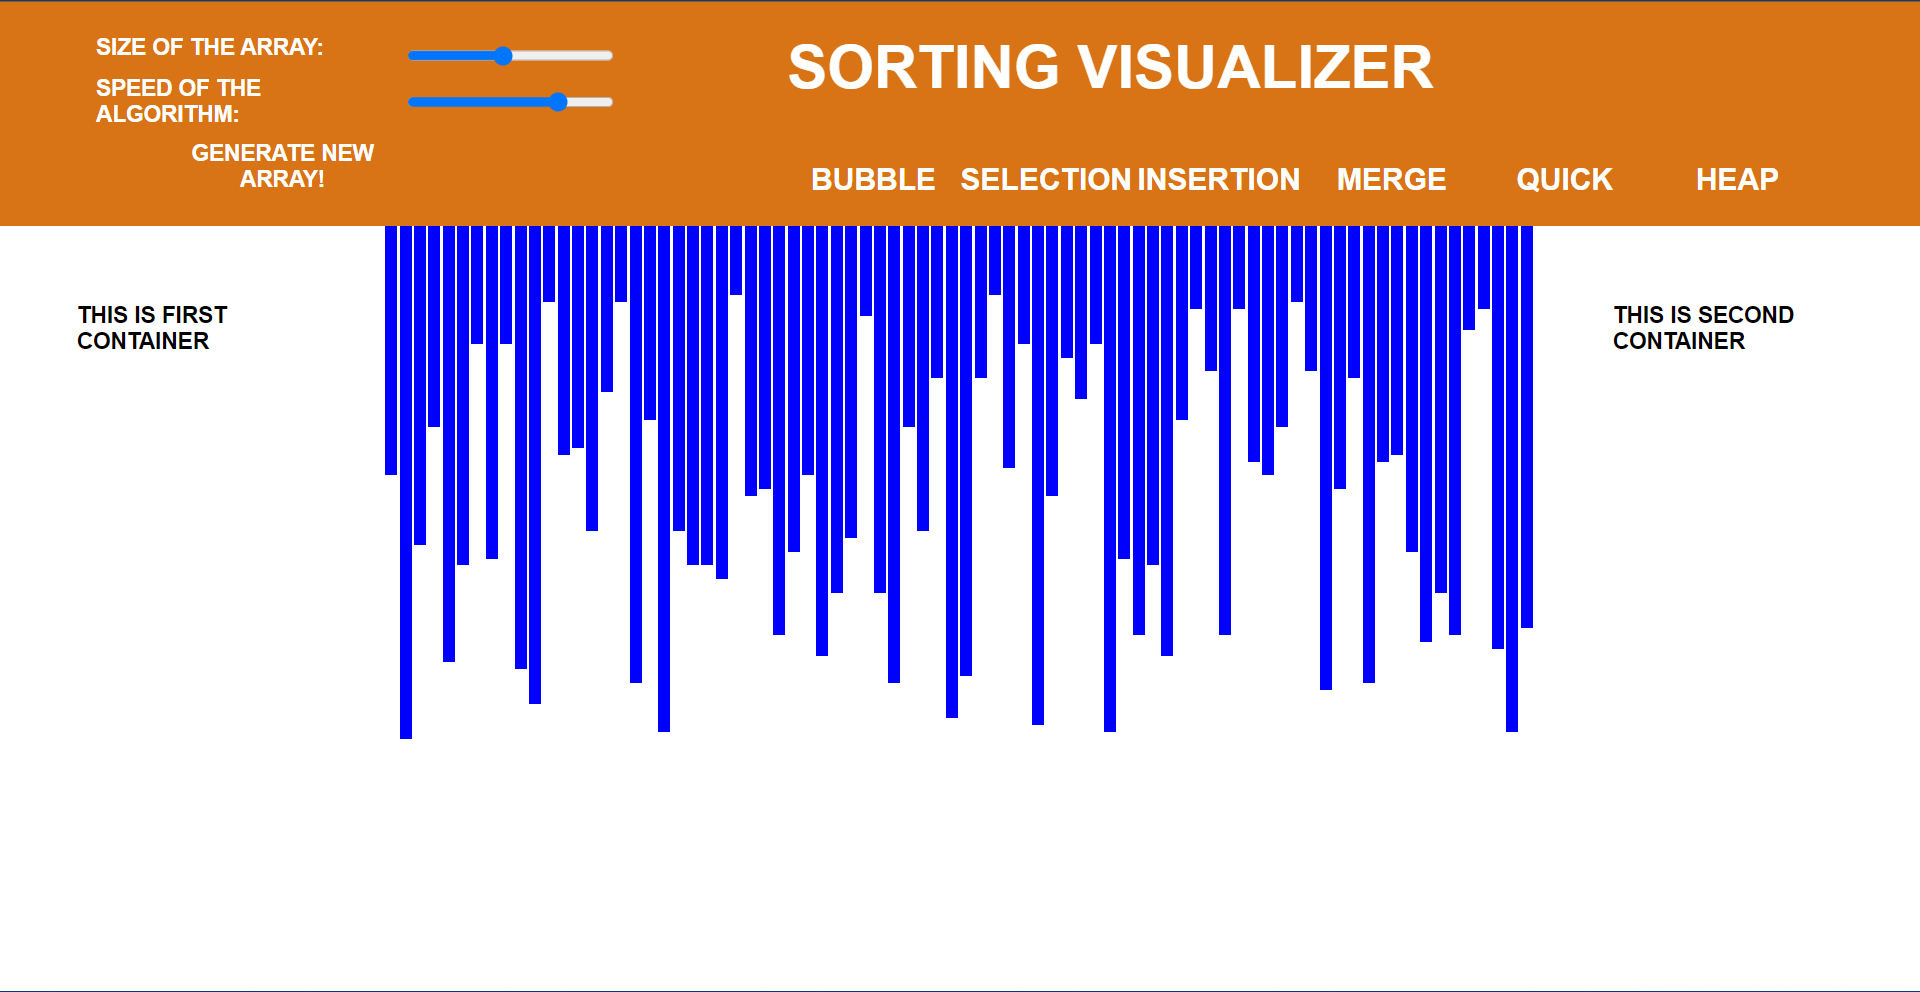 SIZE OF THE ARRAY:
SPEED OF THE
ALGORITHM:
GENERATE NEW
ARRAY!
SORTING VISUALIZER
BUBBLE SELECTION INSERTION MERGE QUICK HEAP
THIS IS FIRST
CONTAINER
THIS IS SECOND
CONTAINER